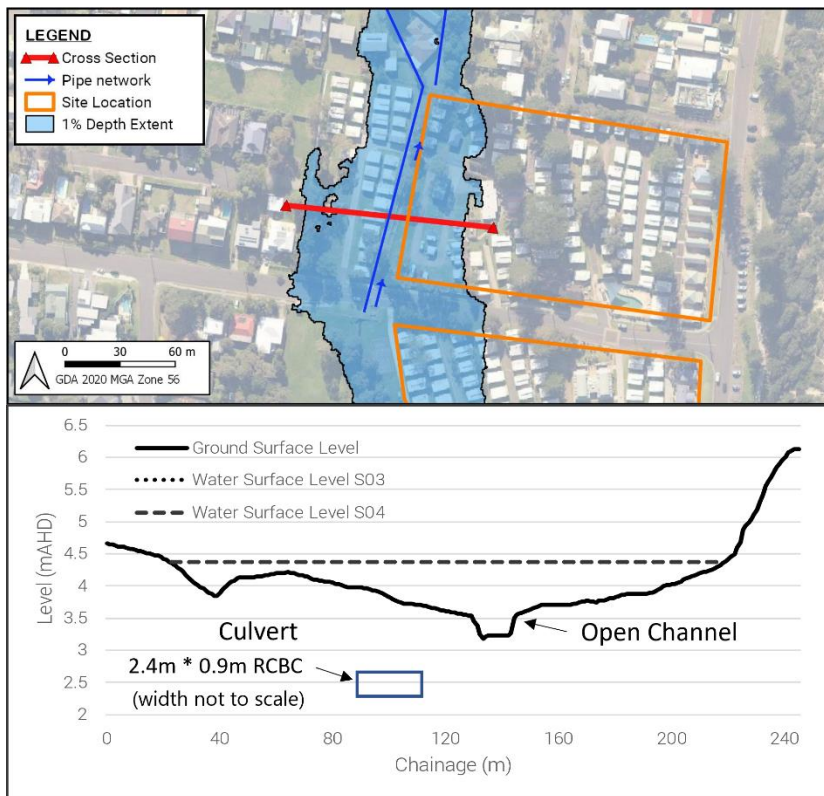 LEGEND
Cross Section
Pipe network
Site Location
1% Depth Extent
0 30 60 m
GDA 2020 MGA Zone 56
6.5
6
5.5
5
4.5
4
3.5
3
2.5
2
Level (mAHD)
Ground Surface Level
Water Surface Level S03
Water Surface Level S04
Culvert
2.4m * 0.9m RCBC
(width not to scale)
Open Channel
0 40 80 120 160 200 240
Chainage (m)